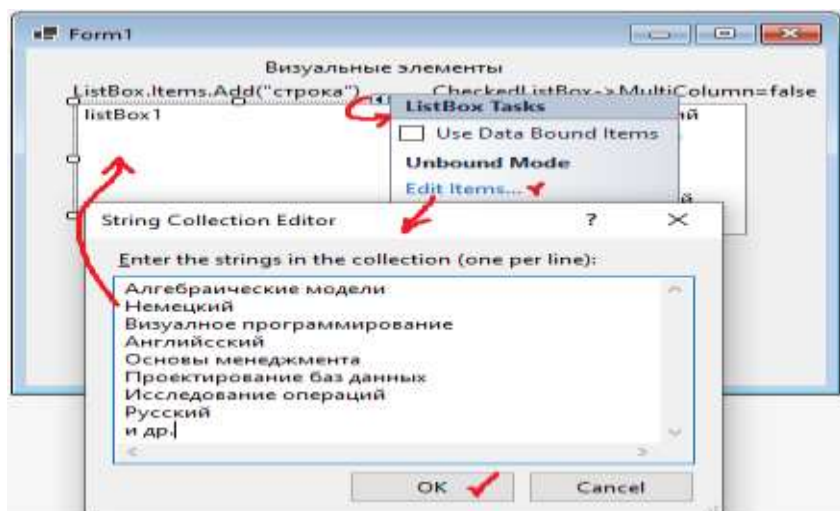 Form1
Визуальные элементы
ListBox.Items.Add("строка") CheckedListBox->MultiColumn=false
listBox1
ListBox Tasks
Use Data Bound Items
Unbound Mode
Edit Items...
String Collection Editor ?
Enter the strings in the collection (one per line):
Алгебраические модели
Немецкий
Визуалное программирование
Английсский
Основы менеджмента
Проектирование баз данных
Исследование операций
Русский
и др.
OK Cancel